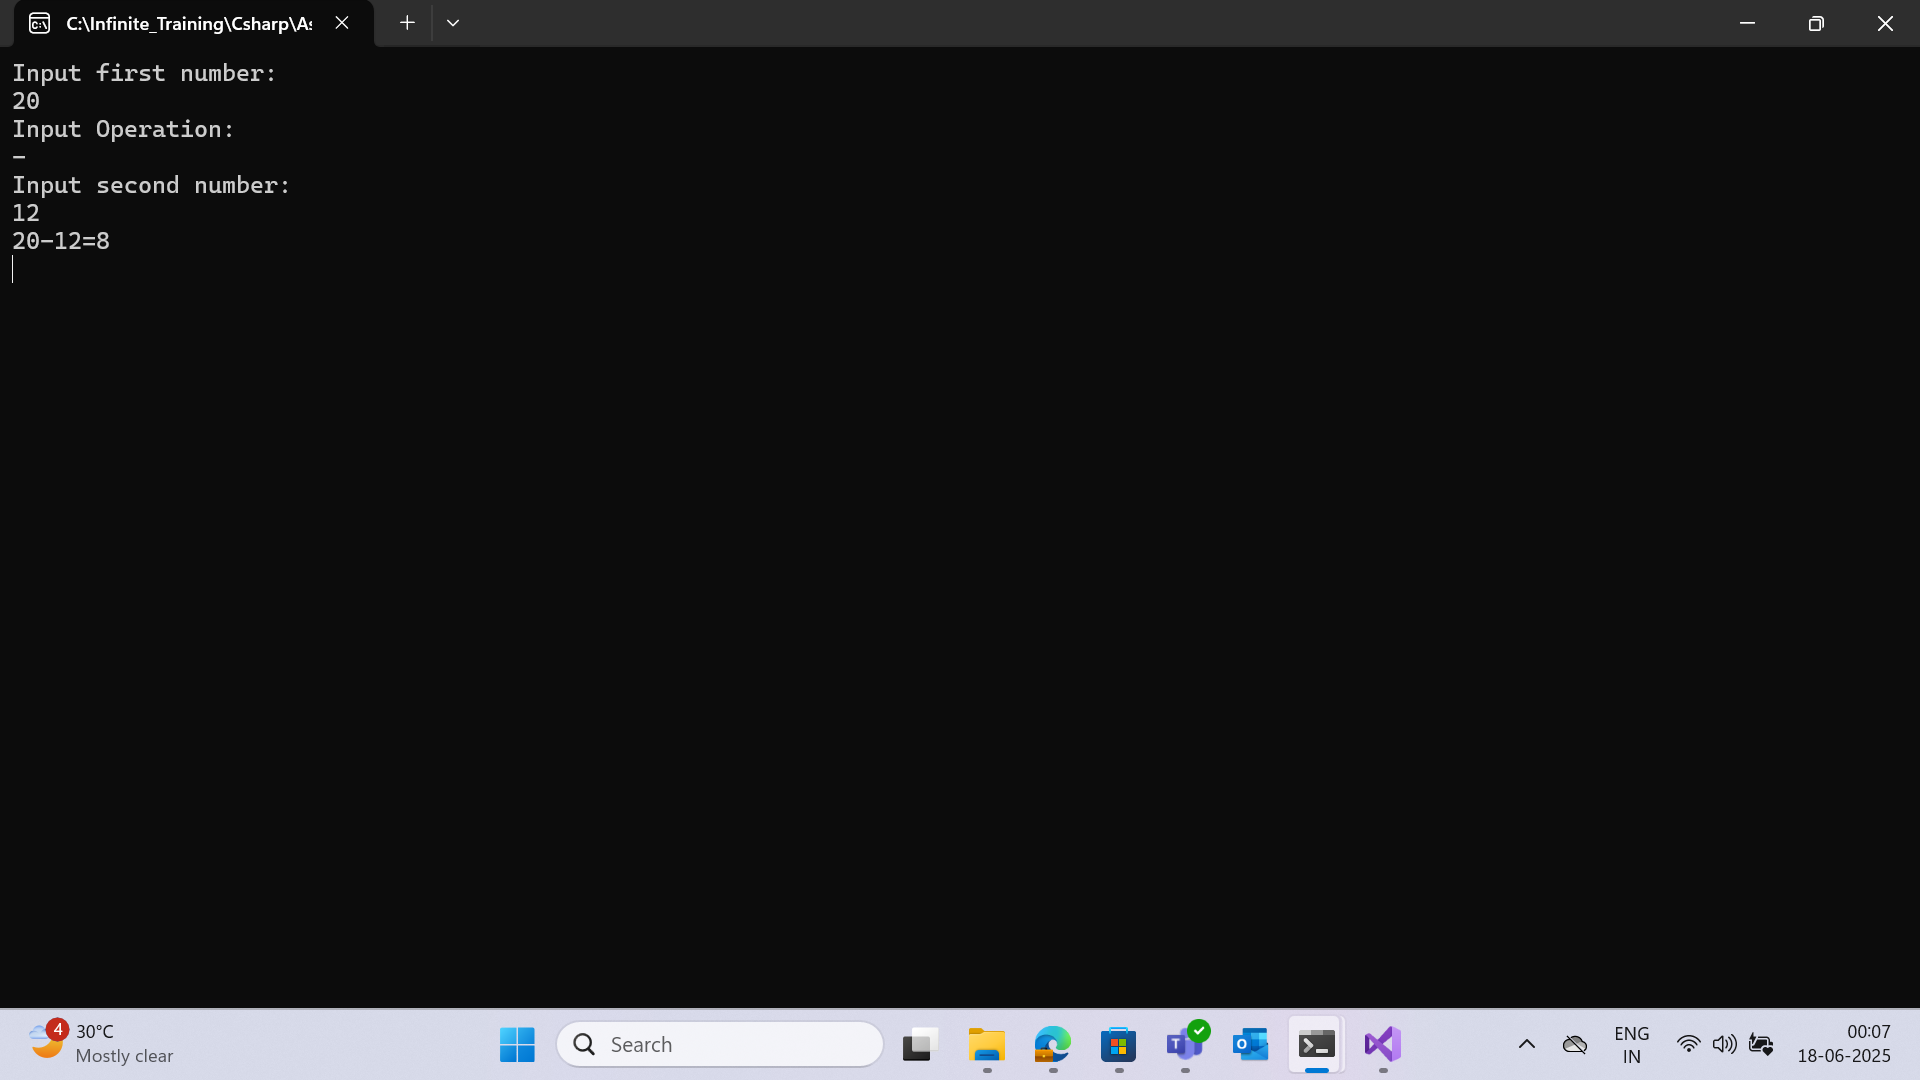 C:\Infinite_Training\Csharp\As
Input first number:
20
Input Operation:
-
Input second number:
12
20-12=8
4
30°C
Mostly clear
Search
ENG
IN
00:07
18-06-2025